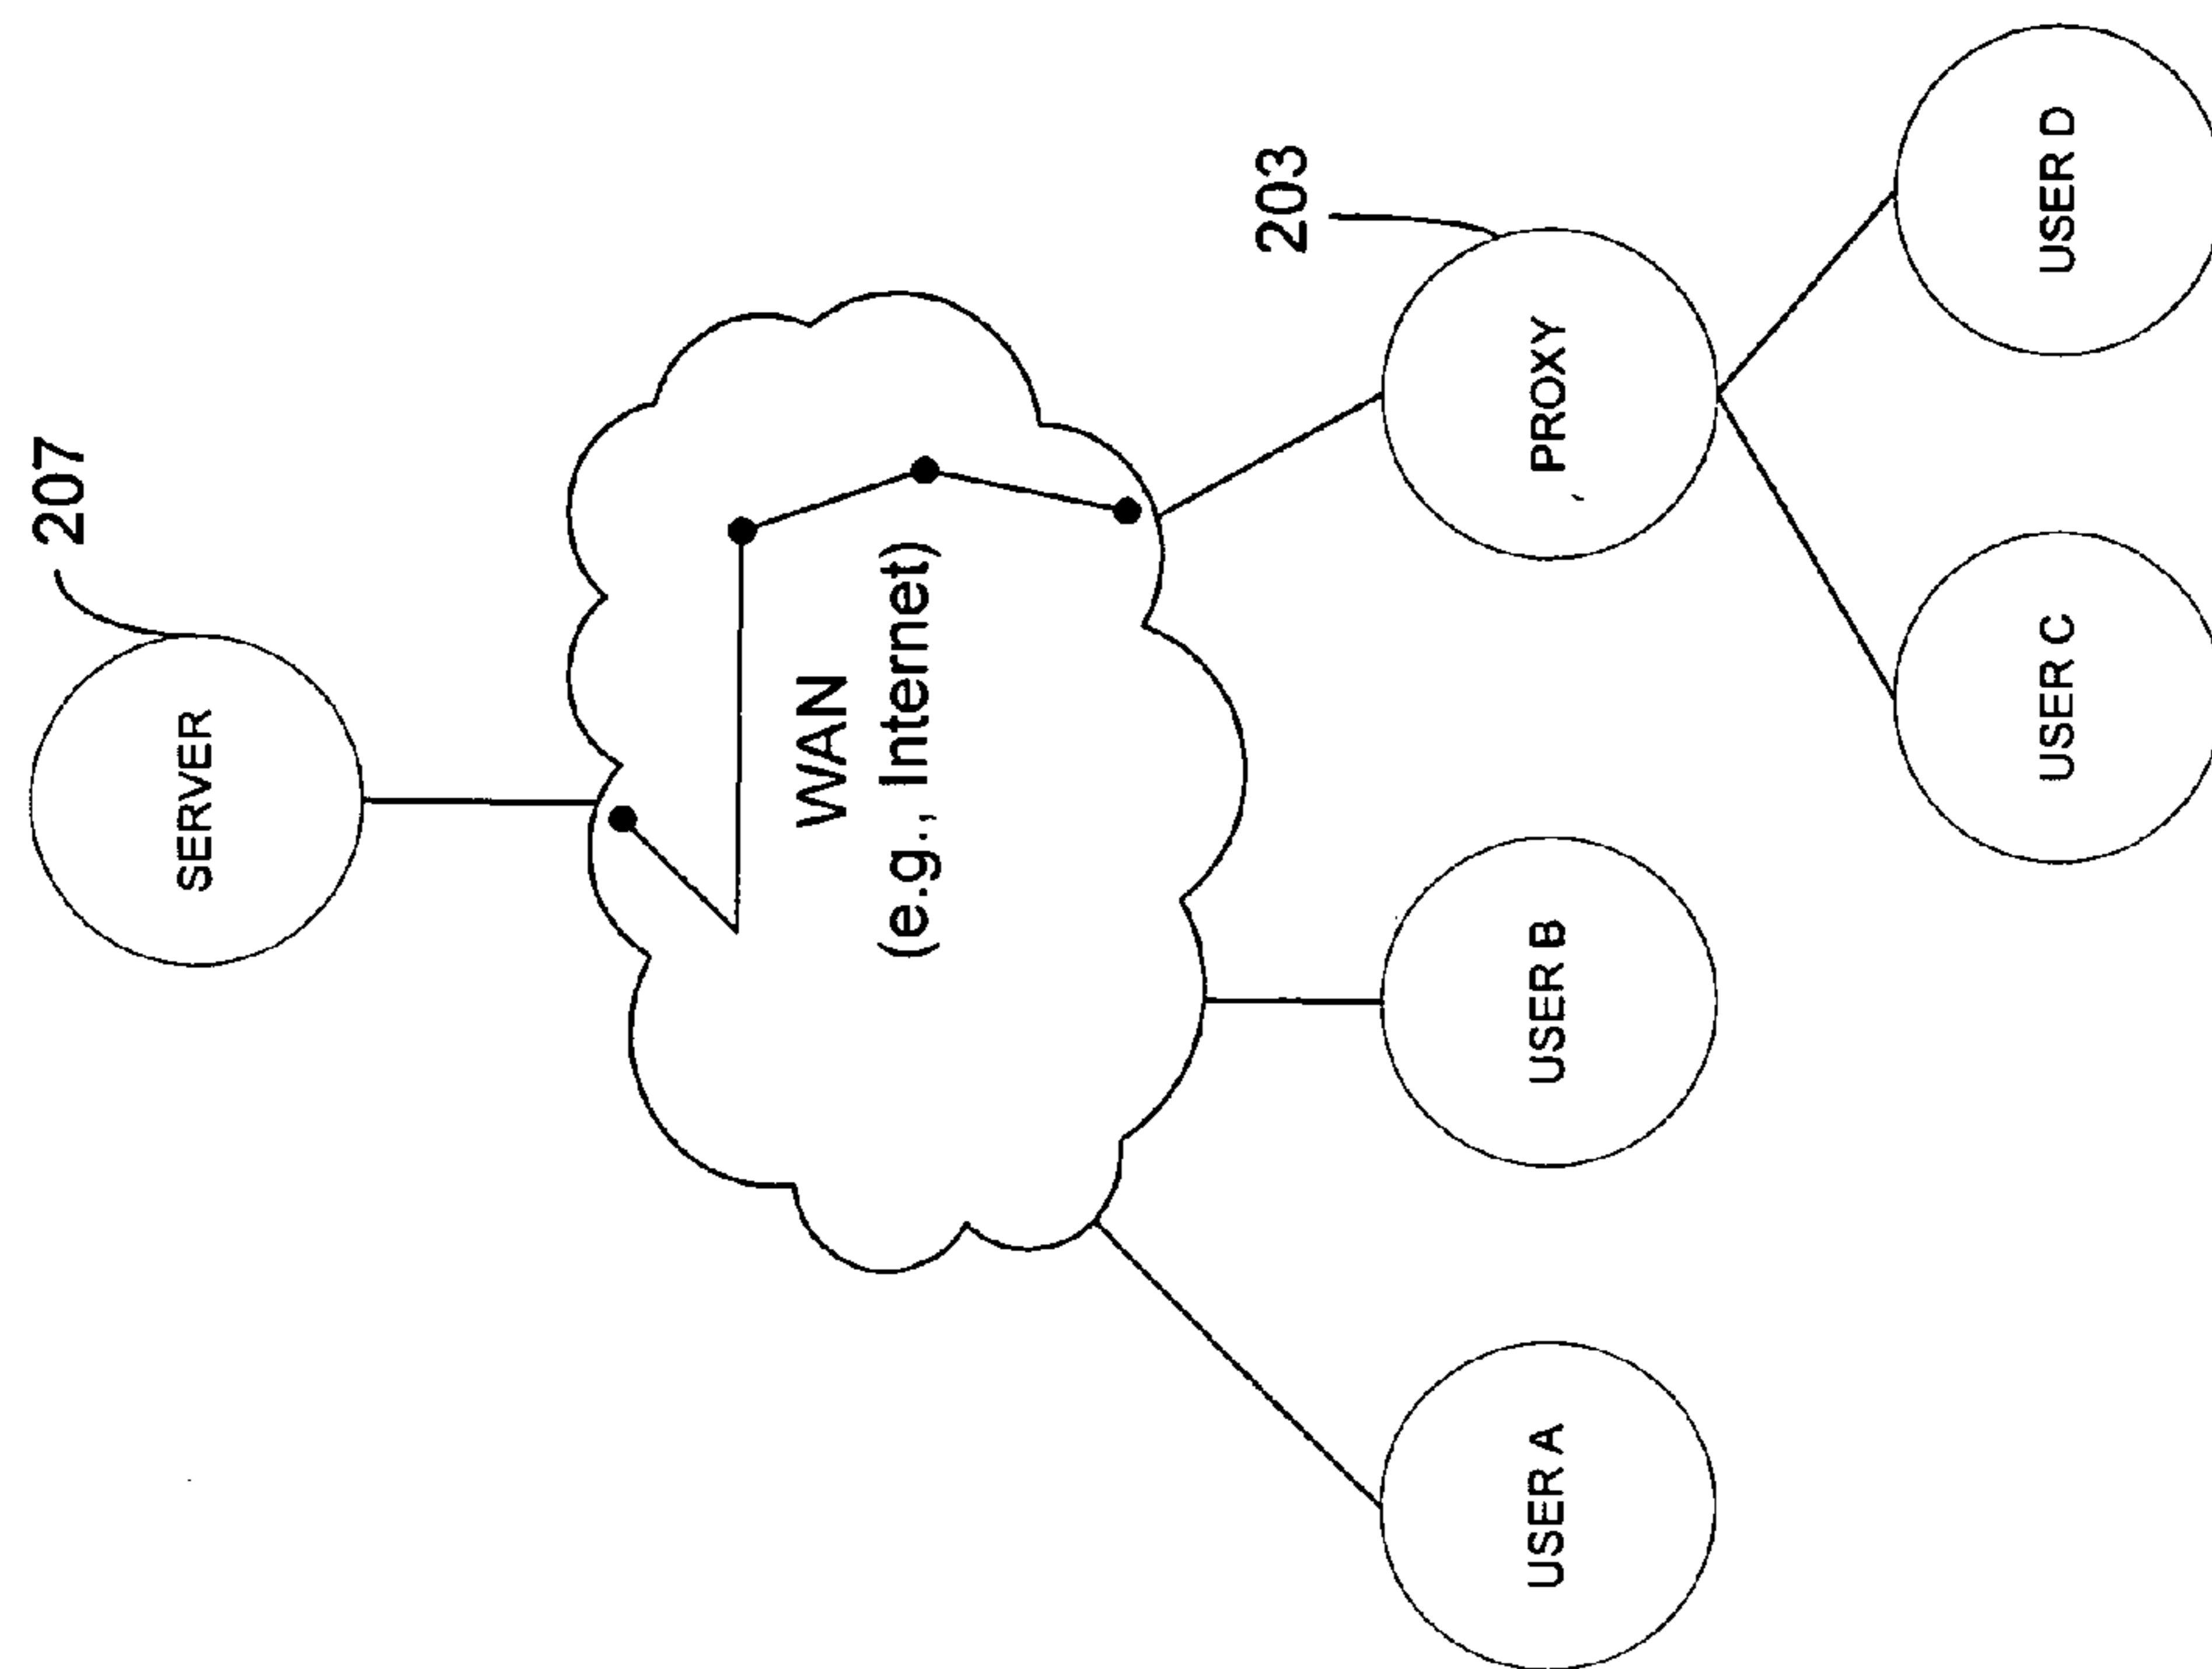 207
SERVER
WAN
(e.g., Internet)
203
PROXY
USER A
USER B
USER C
USER D